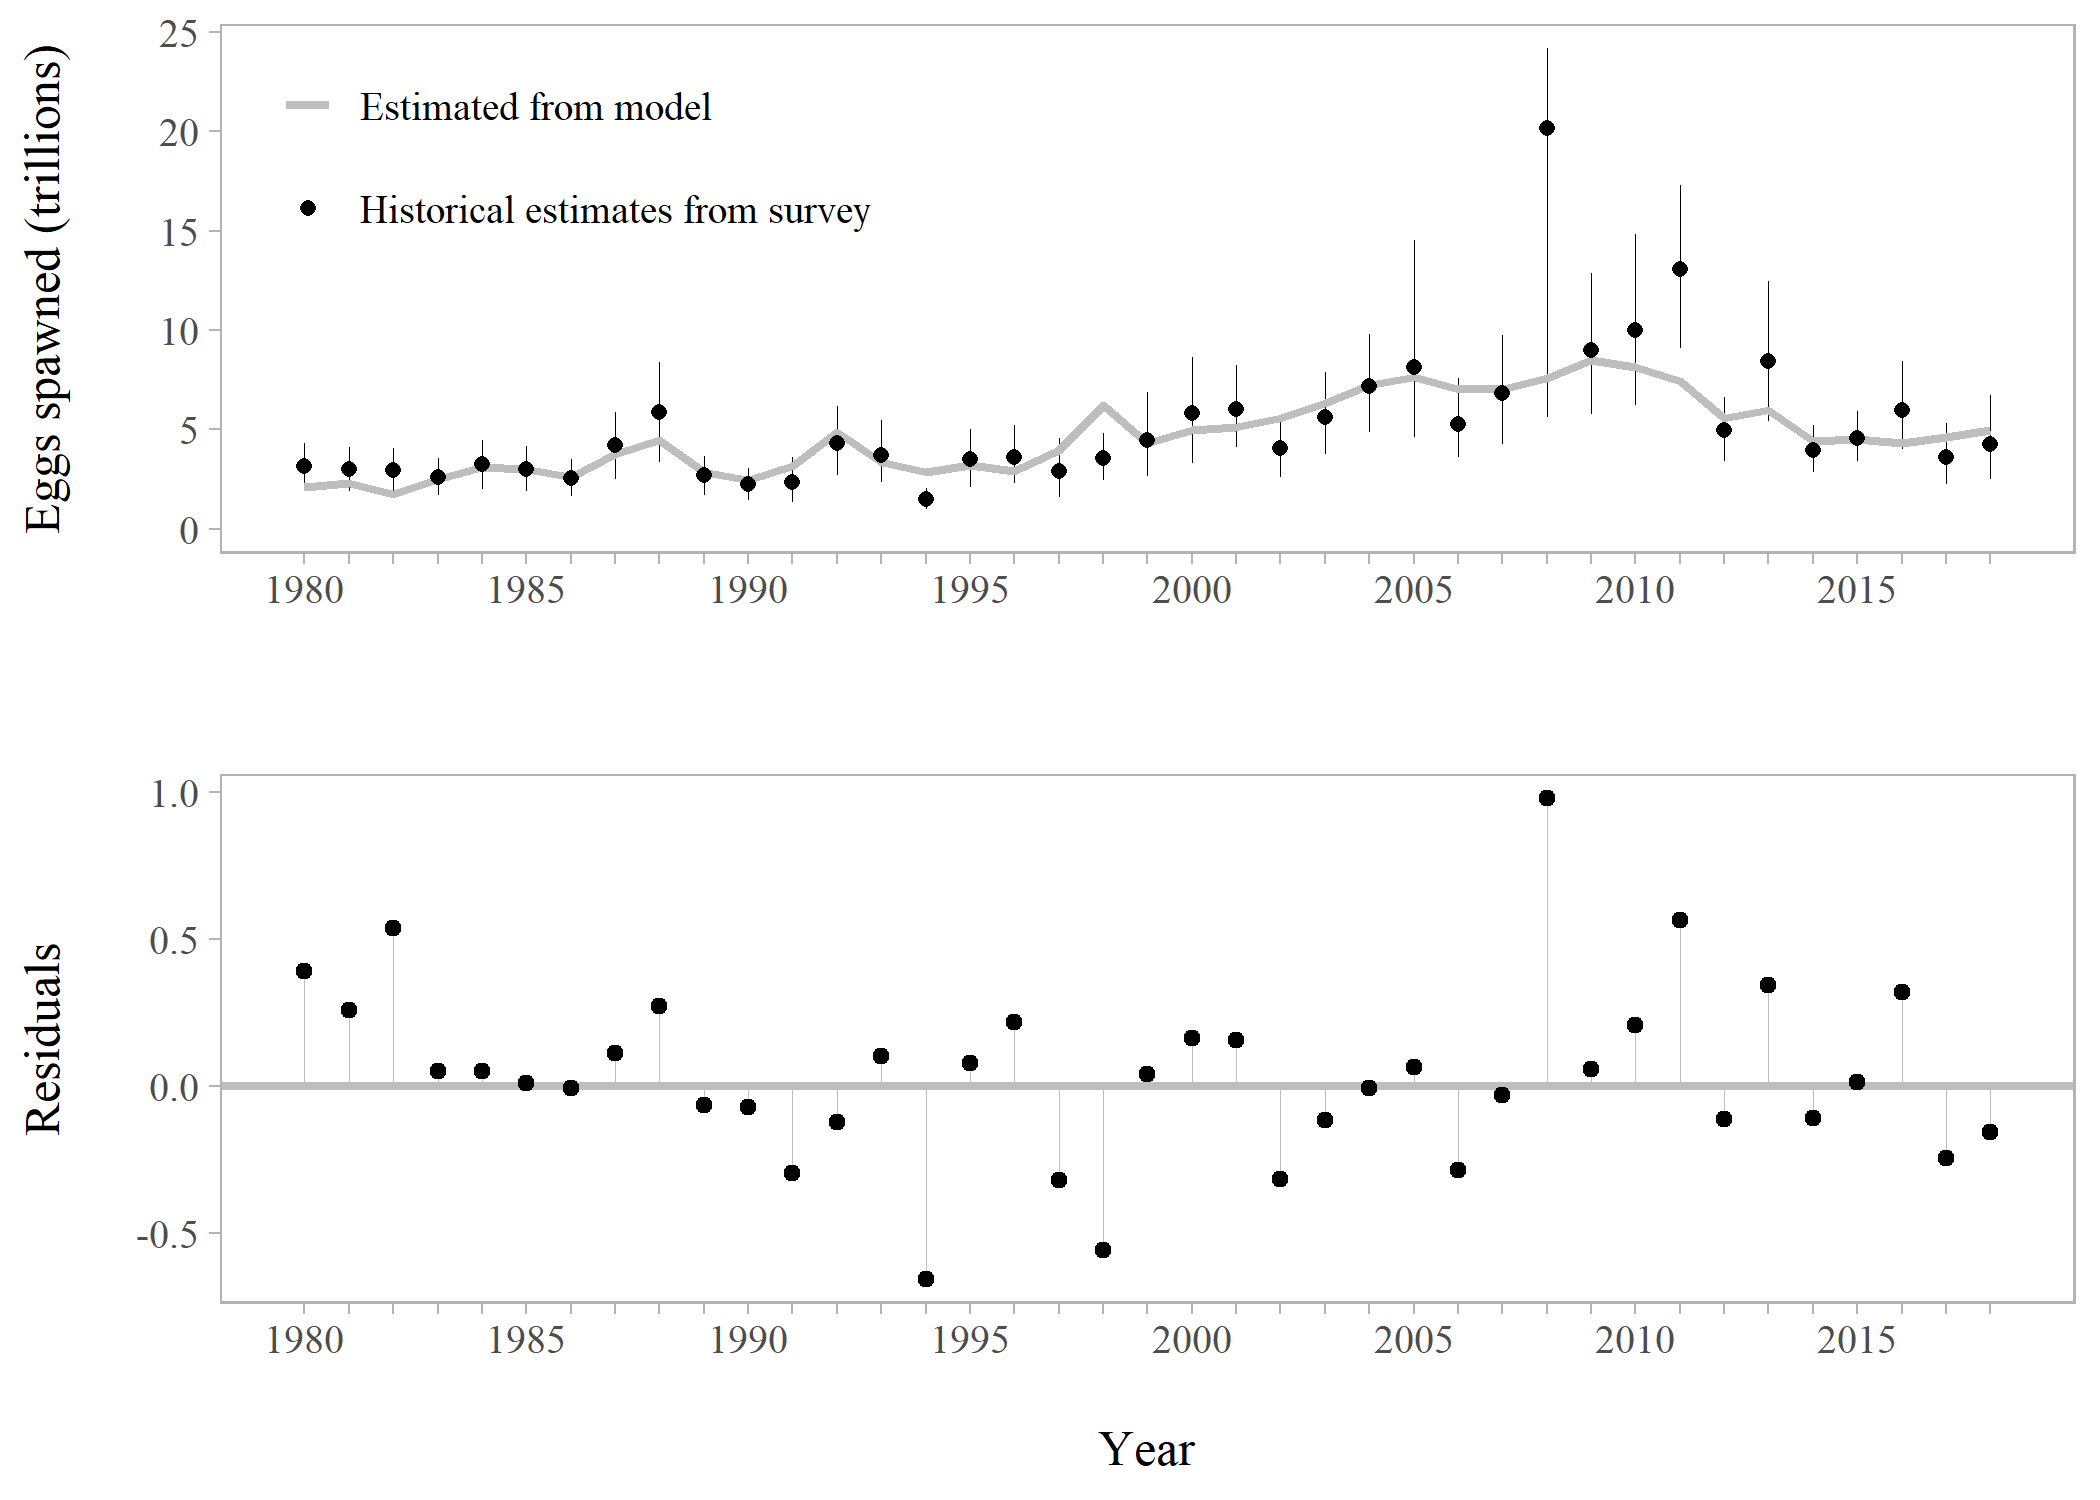 Eggs spawned (trillions)
25
20
15
10
5
0
Estimated from model
Historical estimates from survey
1980 1985 1990 1995 2000 2005 2010 2015
Residuals
1.0
0.5
0.0
-0.5
1980 1985 1990 1995 2000 2005 2010 2015
Year